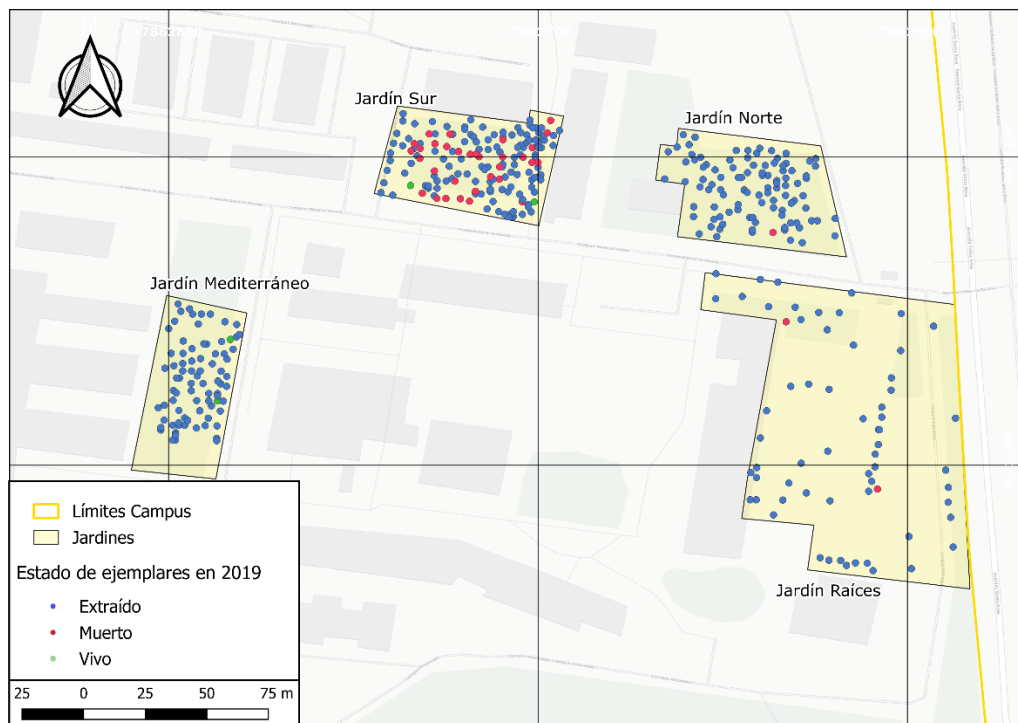 N
Jardín Sur
Jardín Norte
Jardín Mediterráneo
Jardín Raíces
Límites Campus
Jardines
Estado de ejemplares en 2019
Extraído
Muerto
Vivo
25 0 25 50 75 m